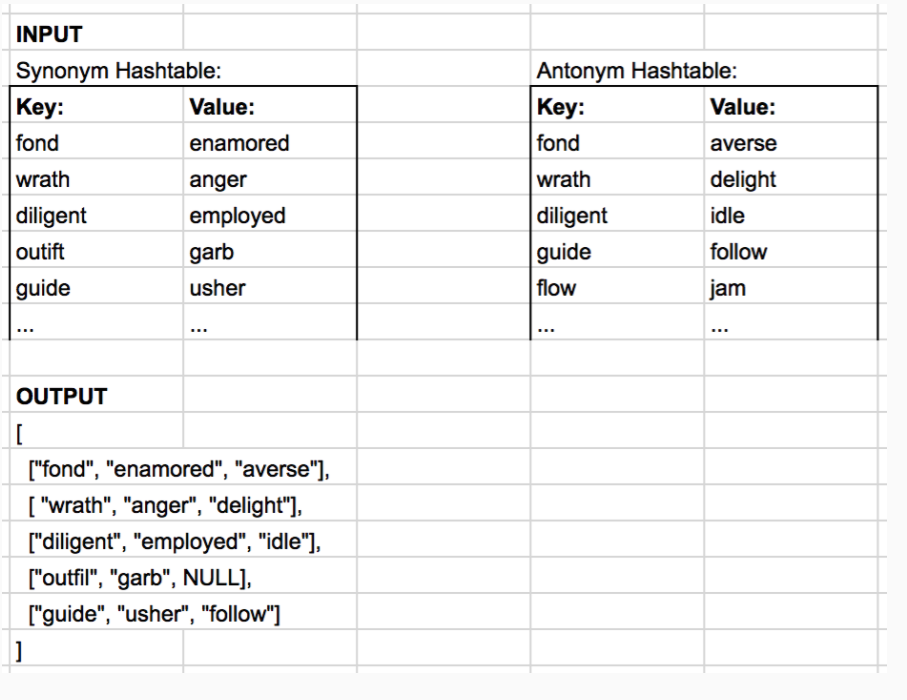 INPUT
Synonym Hashtable: Antonym Hashtable:
Key: Value: Key: Value:
fond enamored fond averse
wrath anger wrath delight
diligent employed diligent idle
outift garb guide follow
guide usher flow jam
... ... ... ...
OUTPUT
[
["fond", "enamored", "averse"],
[ "wrath", "anger", "delight"],
["diligent", "employed", "idle"],
["outfil", "garb", NULL],
["guide", "usher", "follow"]
]